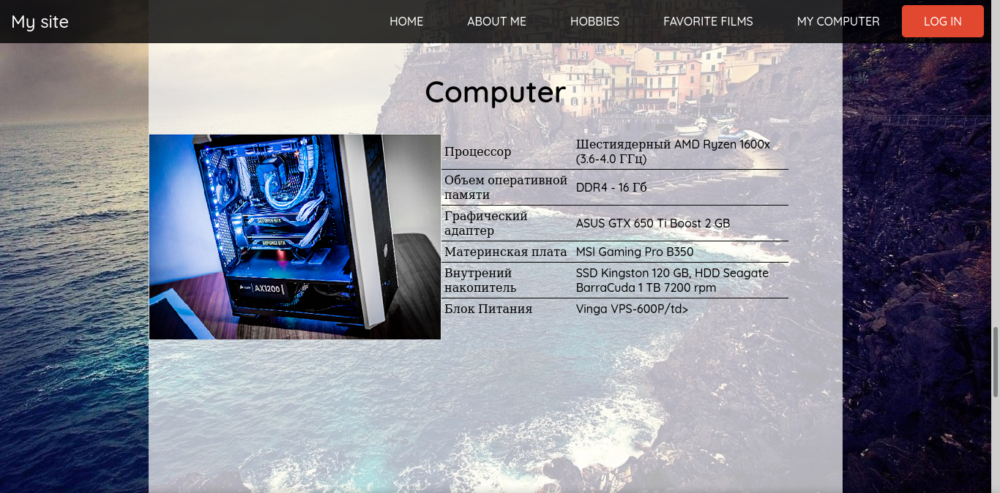 My site
HOME
ABOUT ME
HOBBIES
FAVORITE FILMS
MY COMPUTER
LOG IN
Computer
GEFORCE GTX
GEFORCE GTX
AX1200
Процессор
Шестиядерный AMD Ryzen 1600x
(3.6-4.0 ГГц)
Объем оперативной
памяти
DDR4 - 16 Гб
Графический
адаптер
ASUS GTX 650 Ti Boost 2 GB
Материнская плата
MSI Gaming Pro B350
Внутрений
накопитель
SSD Kingston 120 GB, HDD Seagate
BarraCuda 1 TB 7200 rpm
Блок Питания
Vinga VPS-600P/td>